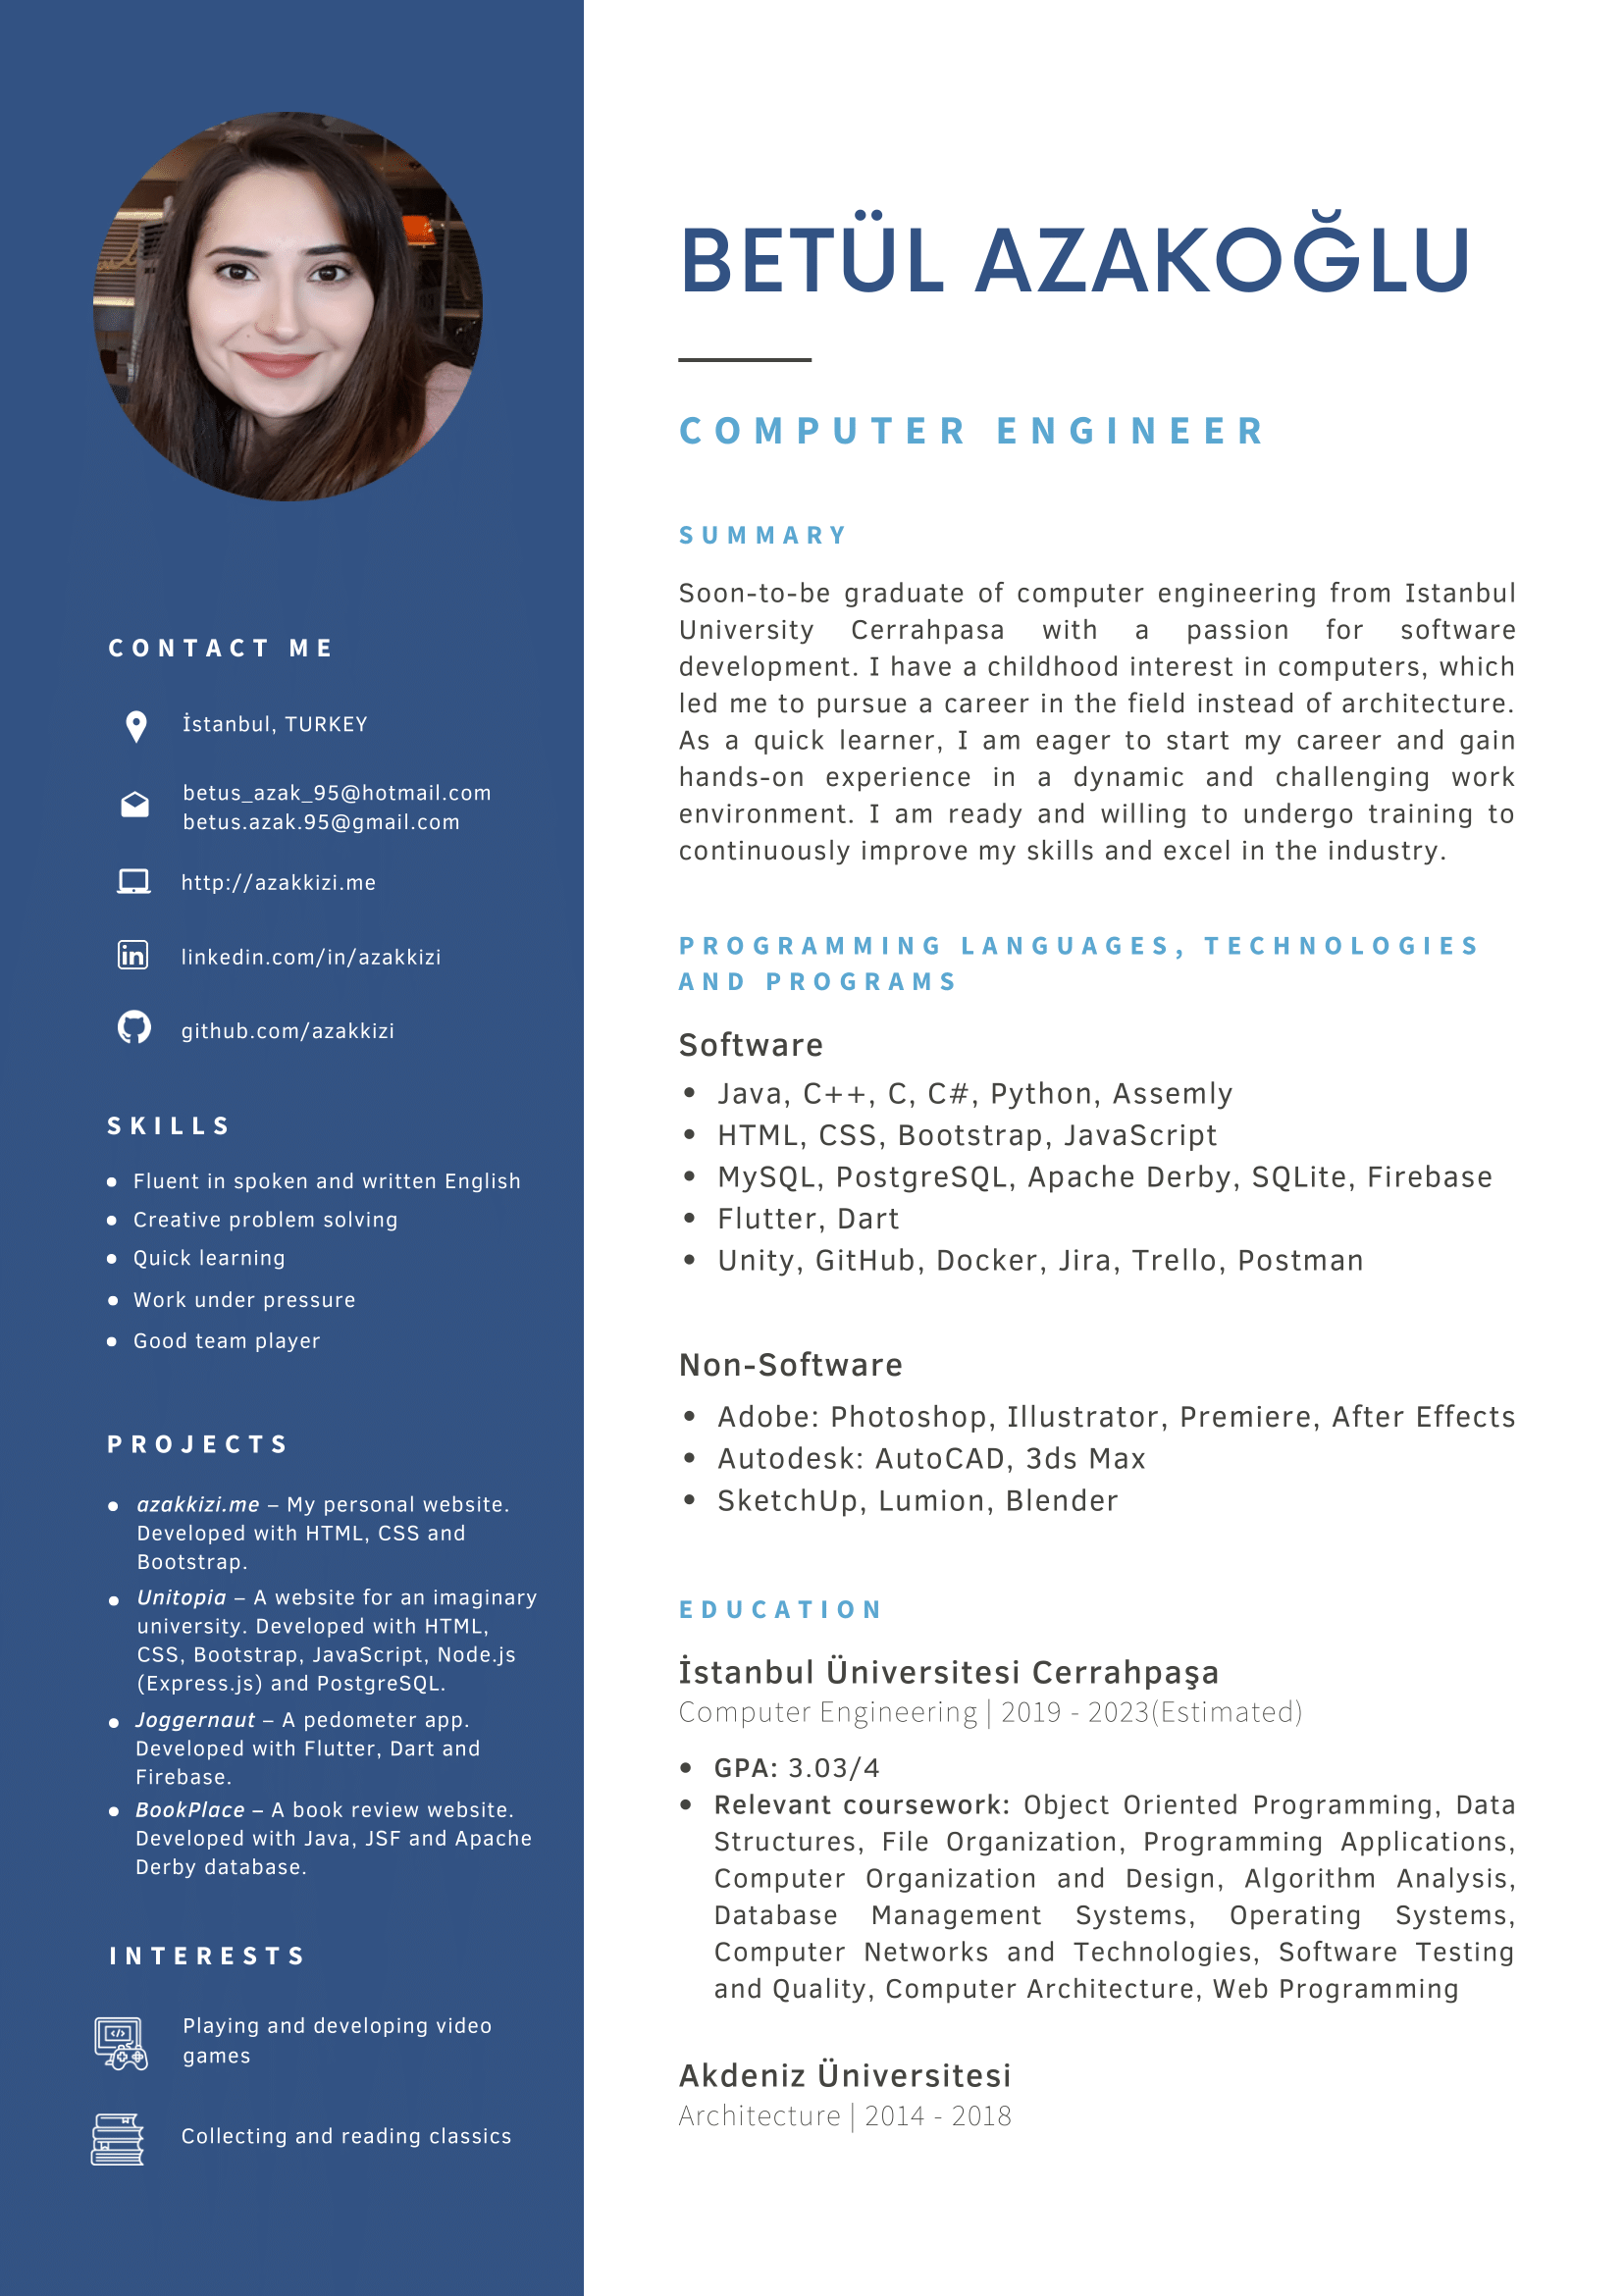 BETÜL AZAKOĞLU
COMPUTER ENGINEER
CONTACT ME
İstanbul, TURKEY
betus_azak_95@hotmail.com
betus.azak.95@gmail.com
http://azakkizi.me
linkedin.com/in/azakkizi
github.com/azakkizi
SKILLS
Fluent in spoken and written English
Creative problem solving
Quick learning
Work under pressure
Good team player
PROJECTS
azakkizi.me – My personal website.
Developed with HTML, CSS and
Bootstrap.
Unitopia – A website for an imaginary
university. Developed with HTML,
CSS, Bootstrap, JavaScript, Node.js
(Express.js) and PostgreSQL.
Joggernaut – A pedometer app.
Developed with Flutter, Dart and
Firebase.
BookPlace – A book review website.
Developed with Java, JSF and Apache
Derby database.
INTERESTS
Playing and developing video
games
Collecting and reading classics
SUMMARY
Soon-to-be graduate of computer engineering from Istanbul
University Cerrahpasa with a passion for software
development. I have a childhood interest in computers, which
led me to pursue a career in the field instead of architecture.
As a quick learner, I am eager to start my career and gain
hands-on experience in a dynamic and challenging work
environment. I am ready and willing to undergo training to
continuously improve my skills and excel in the industry.
PROGRAMMING LANGUAGES, TECHNOLOGIES
AND PROGRAMS
Software
Java, C++, C, C#, Python, Assemly
HTML, CSS, Bootstrap, JavaScript
MySQL, PostgreSQL, Apache Derby, SQLite, Firebase
Flutter, Dart
Unity, GitHub, Docker, Jira, Trello, Postman
Non-Software
Adobe: Photoshop, Illustrator, Premiere, After Effects
Autodesk: AutoCAD, 3ds Max
SketchUp, Lumion, Blender
EDUCATION
İstanbul Üniversitesi Cerrahpaşa
Computer Engineering | 2019 - 2023(Estimated)
GPA: 3.03/4
Relevant coursework: Object Oriented Programming, Data
Structures, File Organization, Programming Applications,
Computer Organization and Design, Algorithm Analysis,
Database Management Systems, Operating Systems,
Computer Networks and Technologies, Software Testing
and Quality, Computer Architecture, Web Programming
Akdeniz Üniversitesi
Architecture | 2014 - 2018